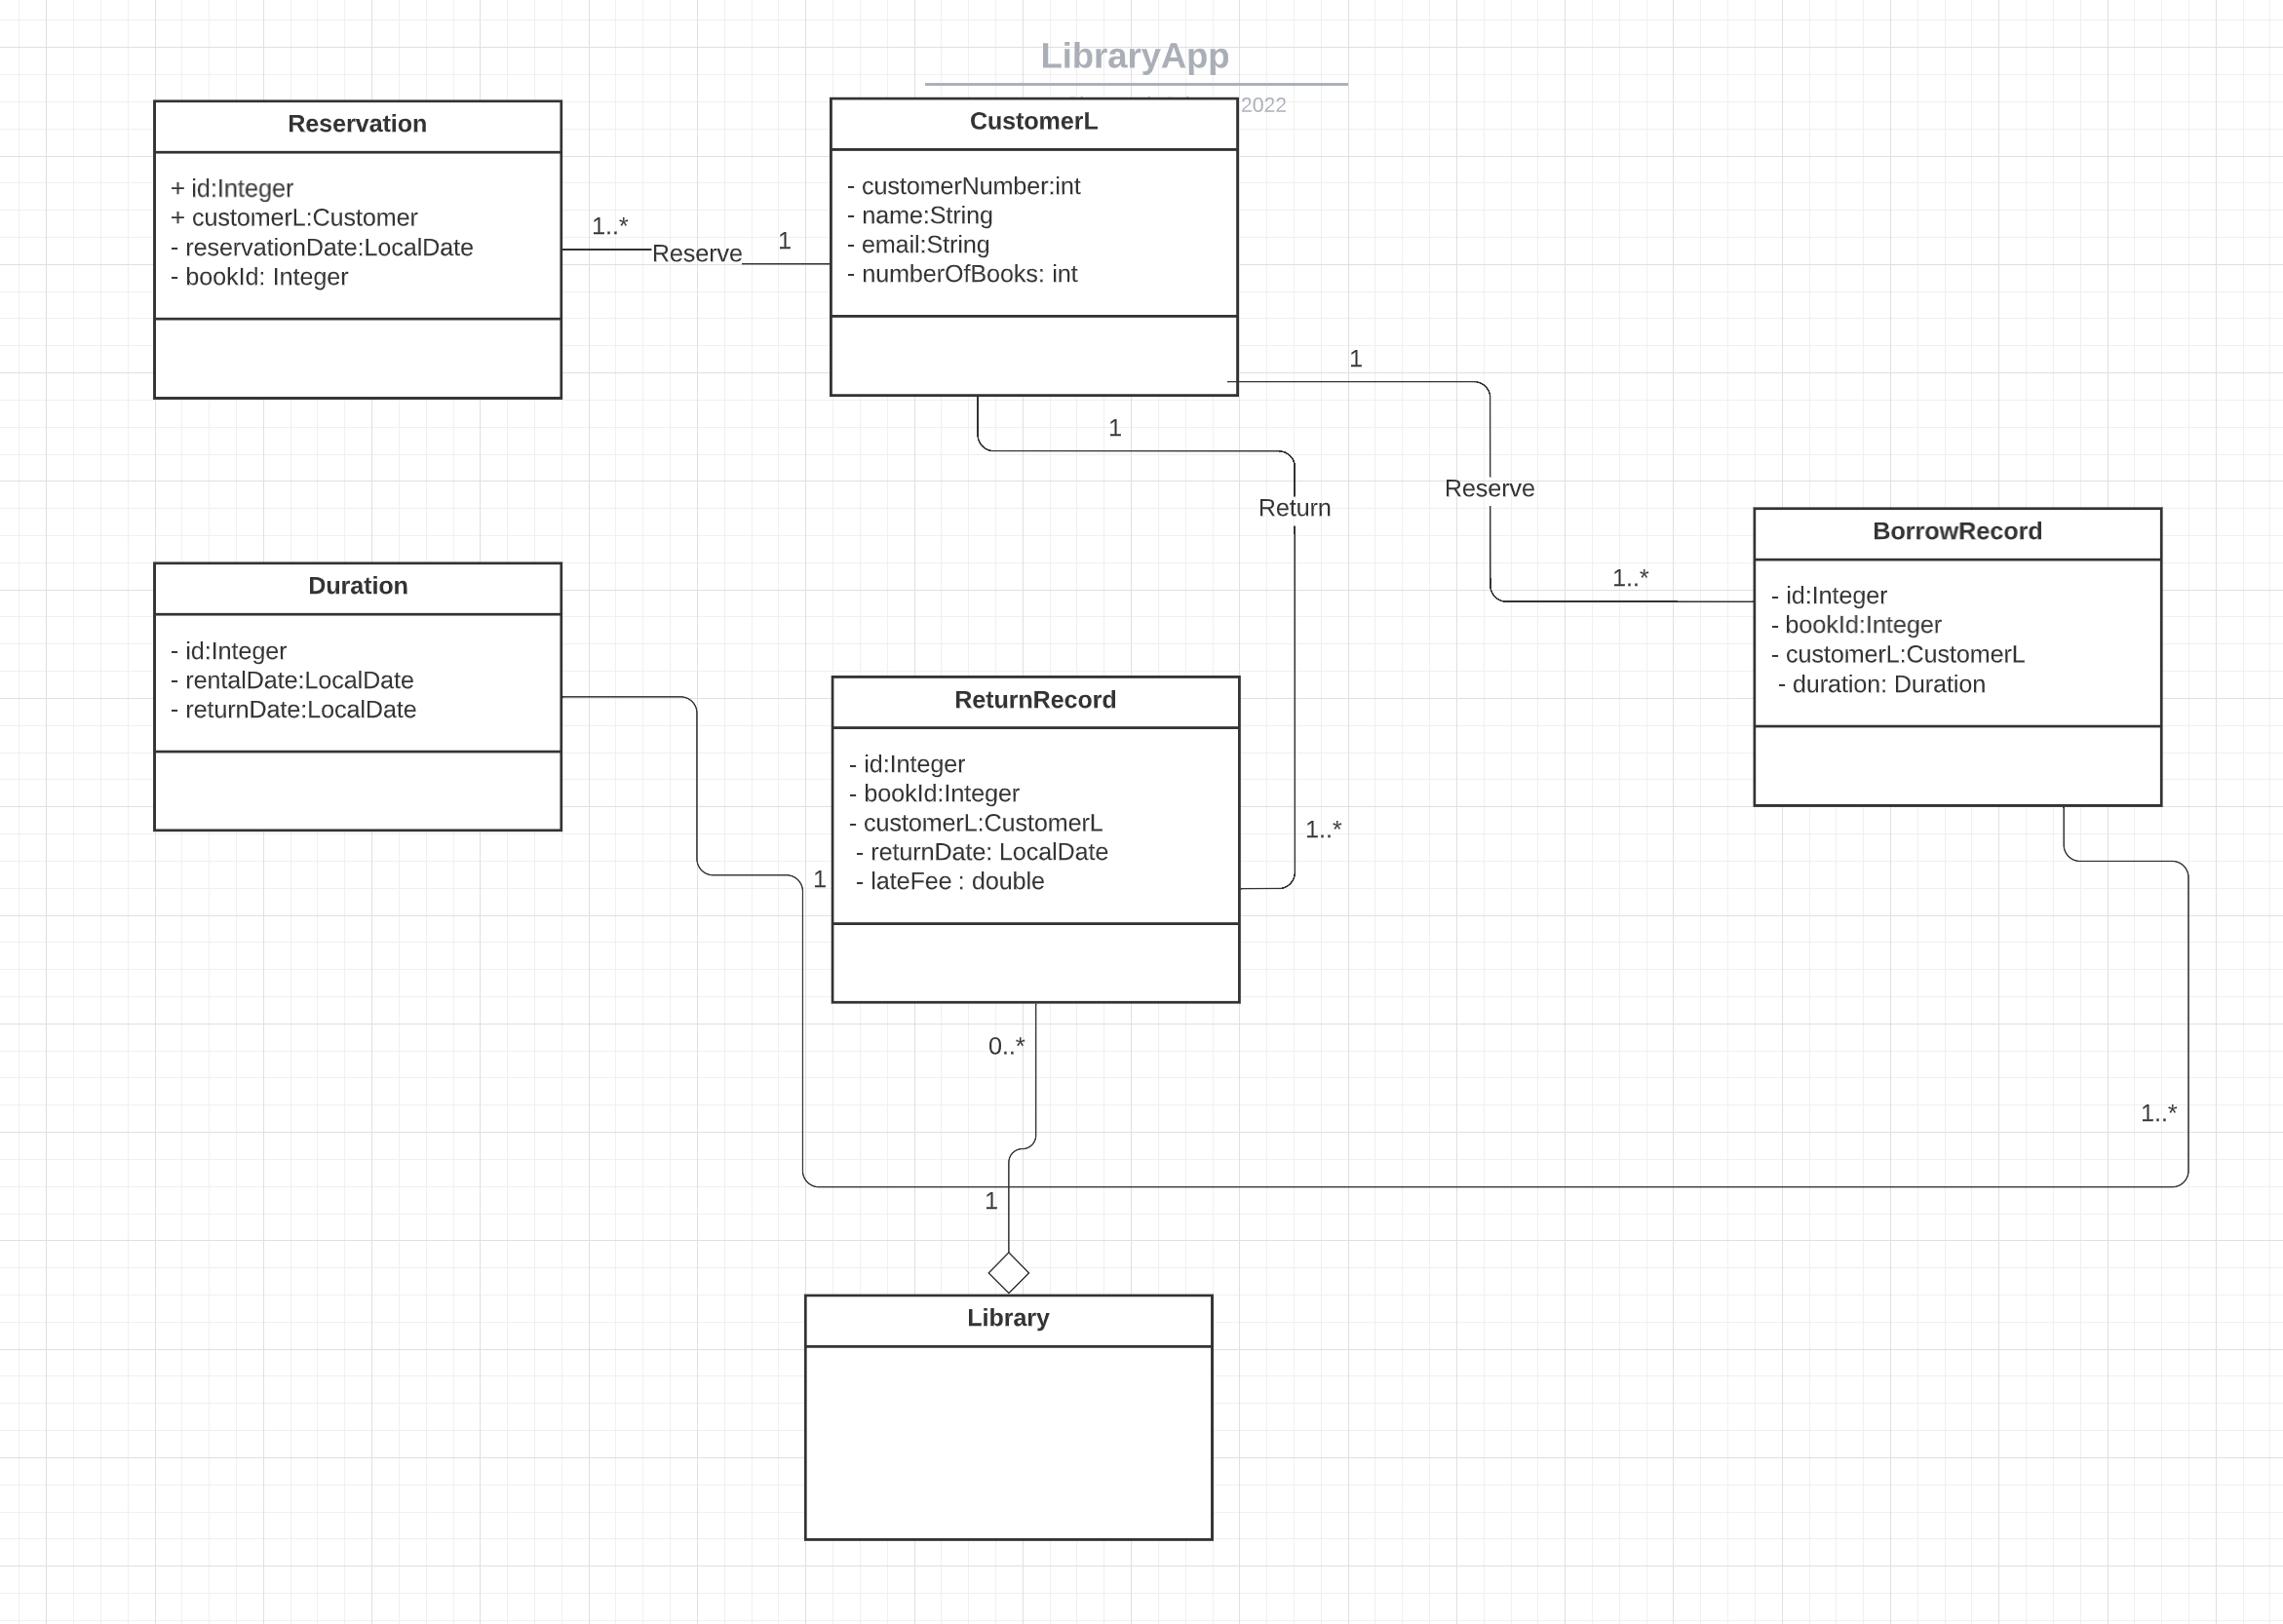 LibraryApp
2022
Reservation
+ id:Integer
+ customerL:Customer
- reservationDate:LocalDate
- bookId: Integer
1..*
Reserve
1
CustomerL
- customerNumber:int
- name:String
- email:String
- numberOfBooks: int
1
1
Reserve
Return
1..*
BorrowRecord
- id:Integer
- bookId:Integer
- customerL:CustomerL
- duration: Duration
Duration
- id:Integer
- rentalDate:LocalDate
- returnDate:LocalDate
ReturnRecord
- id:Integer
- bookId:Integer
- customerL:CustomerL
- returnDate: LocalDate
- lateFee : double
1..*
1
0..*
1..*
1
Library